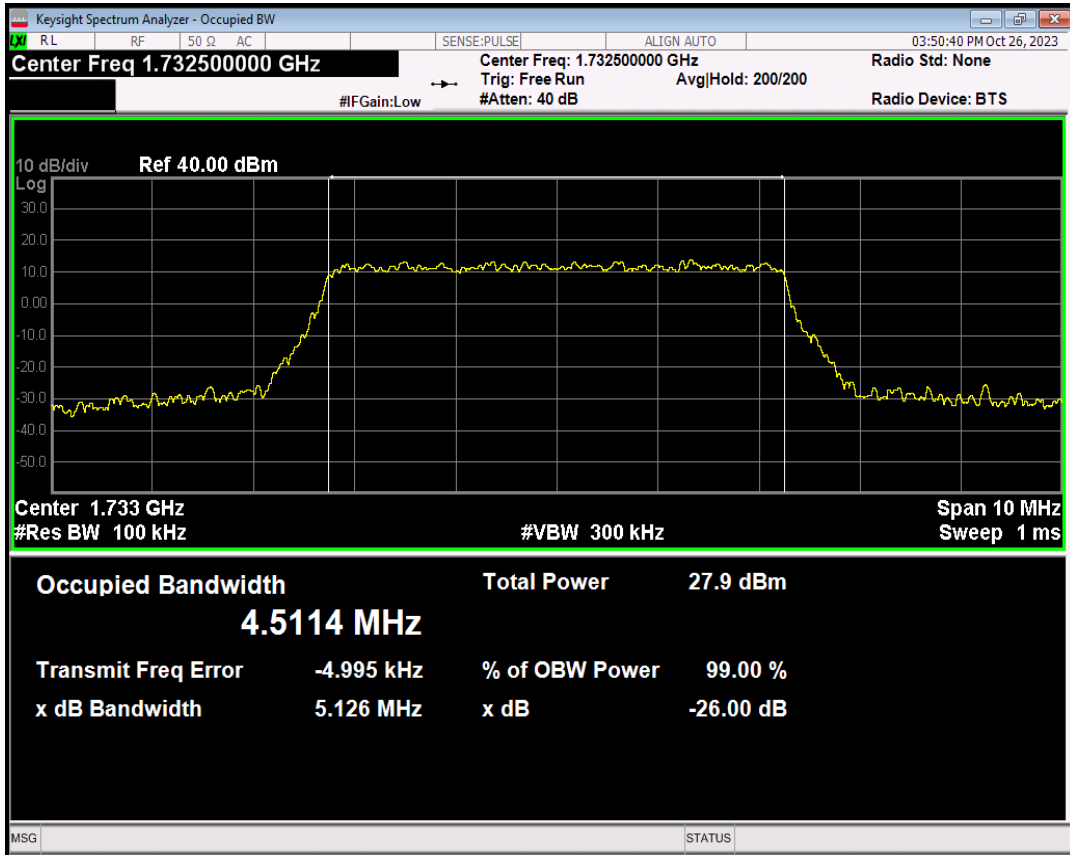 Keysight Spectrum Analyzer - Occupied BW
LXI RL RF 50 Ω AC SENSE:PULSE ALIGN AUTO 03:50:40 PM Oct 26, 2023
Center Freq 1.732500000 GHz Center Freq: 1.732500000 GHz Radio Std: None
Trig: Free Run Avg|Hold: 200/200
#IFGain:Low #Atten: 40 dB Radio Device: BTS
10 dB/div Ref 40.00 dBm
Log
30.0
20.0
10.0
0.00
-10.0
-20.0
-30.0
-40.0
-50.0
Center 1.733 GHz Span 10 MHz
#Res BW 100 kHz #VBW 300 kHz Sweep 1 ms
Occupied Bandwidth Total Power 27.9 dBm
4.5114 MHz
Transmit Freq Error -4.995 kHz % of OBW Power 99.00 %
x dB Bandwidth 5.126 MHz x dB -26.00 dB
MSG STATUS